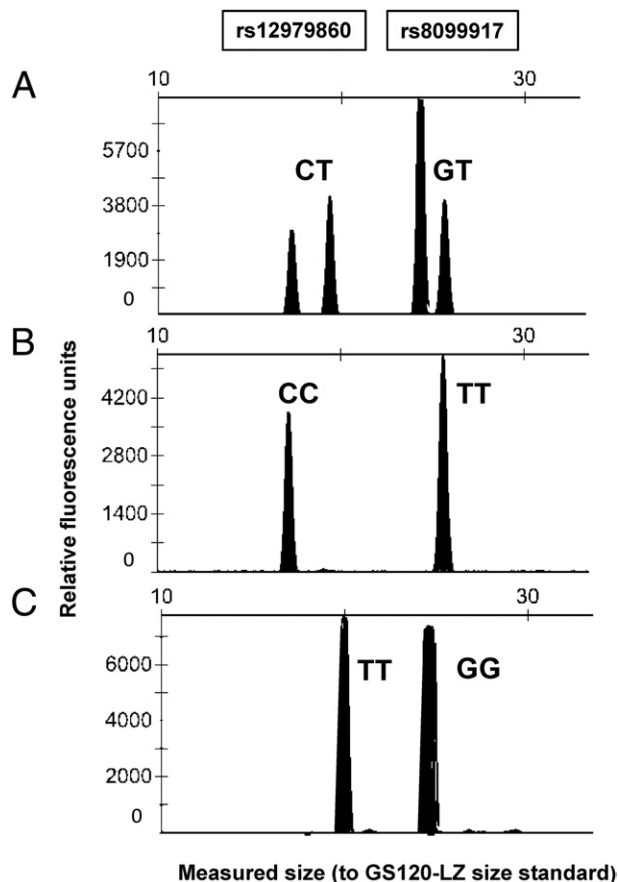 rs12979860 rs8099917
A
10 30
5700
3800
1900
0
CT GT
B
10 30
4200
2800
1400
0
CC TT
C
10 30
6000
2000
0
TT GG
Relative fluorescence units
Measured size (to GS120-LZ size standard)